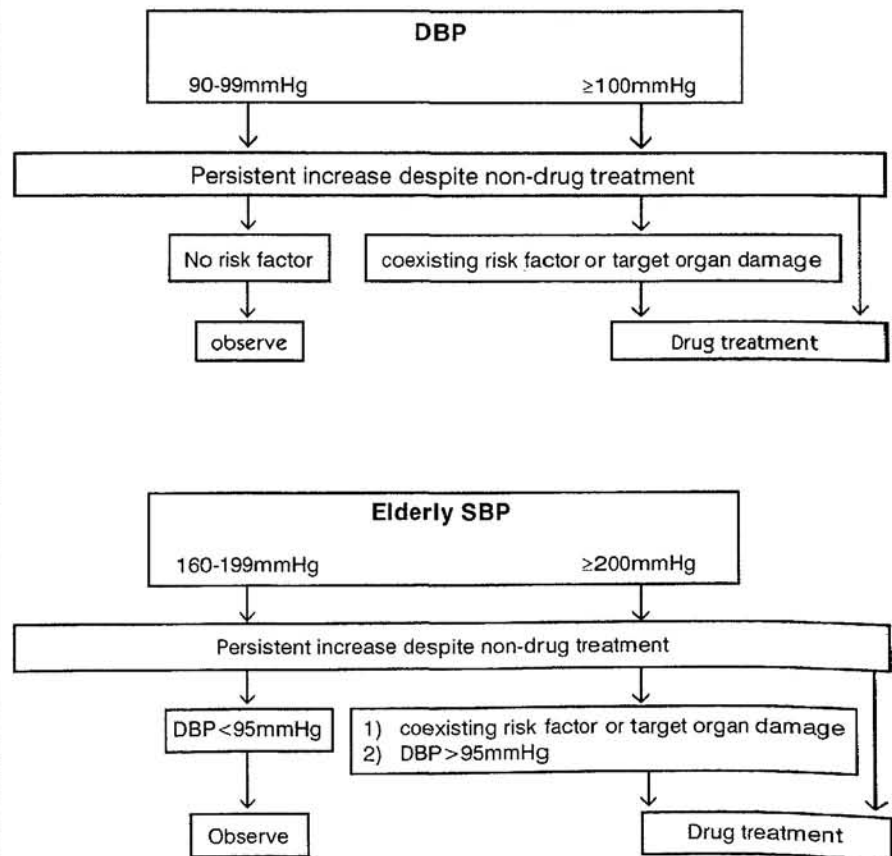 DBP
90-99mmHg ≥100mmHg
Persistent increase despite non-drug treatment
No risk factor coexisting risk factor or target organ damage
observe Drug treatment
Elderly SBP
160-199mmHg ≥200mmHg
Persistent increase despite non-drug treatment
DBP<95mmHg 1) coexisting risk factor or target organ damage
2) DBP>95mmHg
Observe Drug treatment